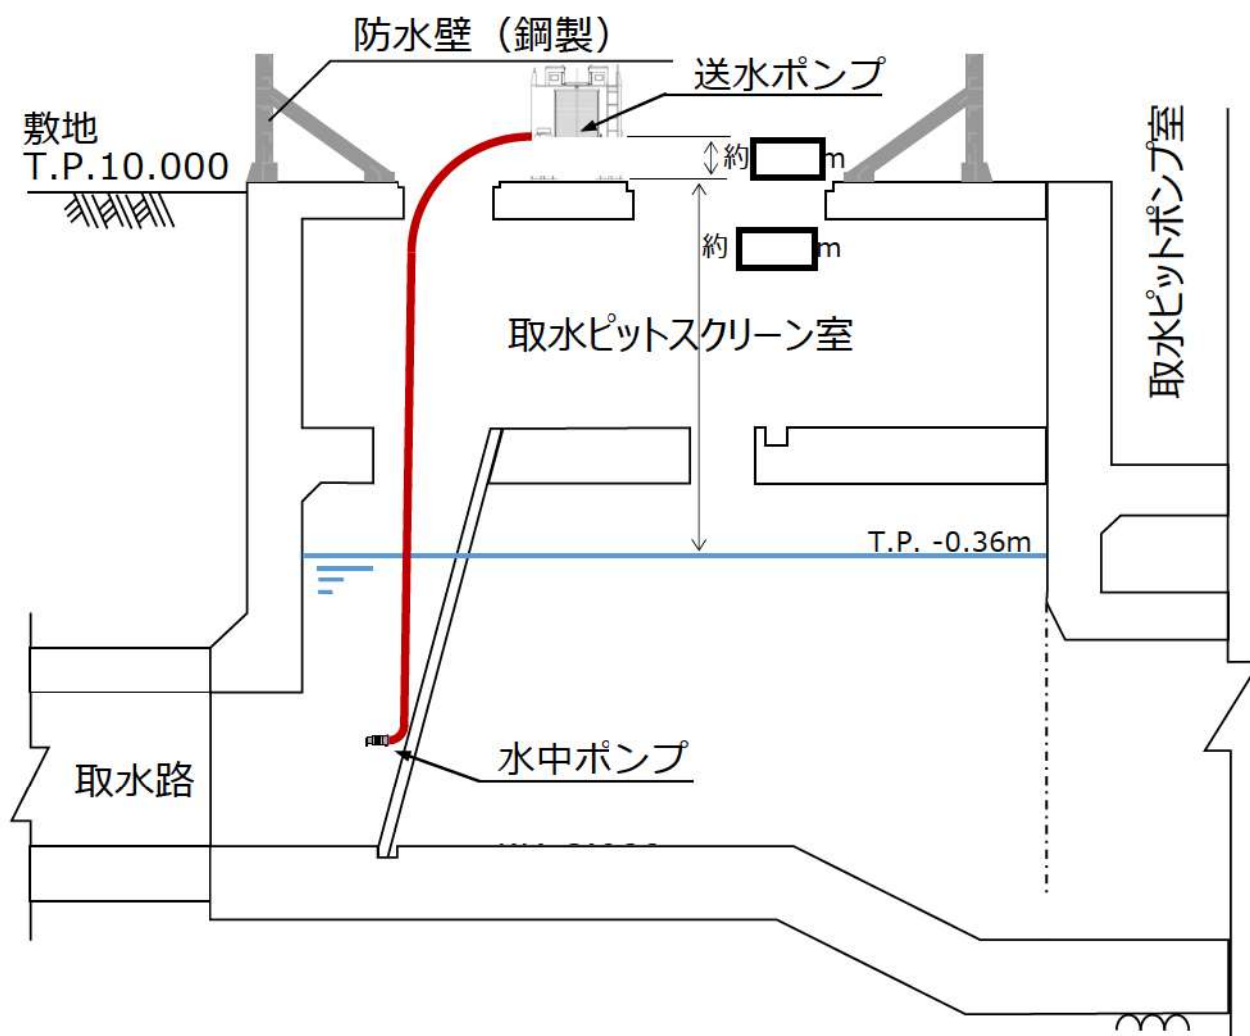 防水壁（鋼製）
送水ポンプ
敷地
T.P.10.000
約 m
約 m
取水ピットポンプ室
取水ピットスクリーン室
T.P. -0.36m
水中ポンプ
取水路